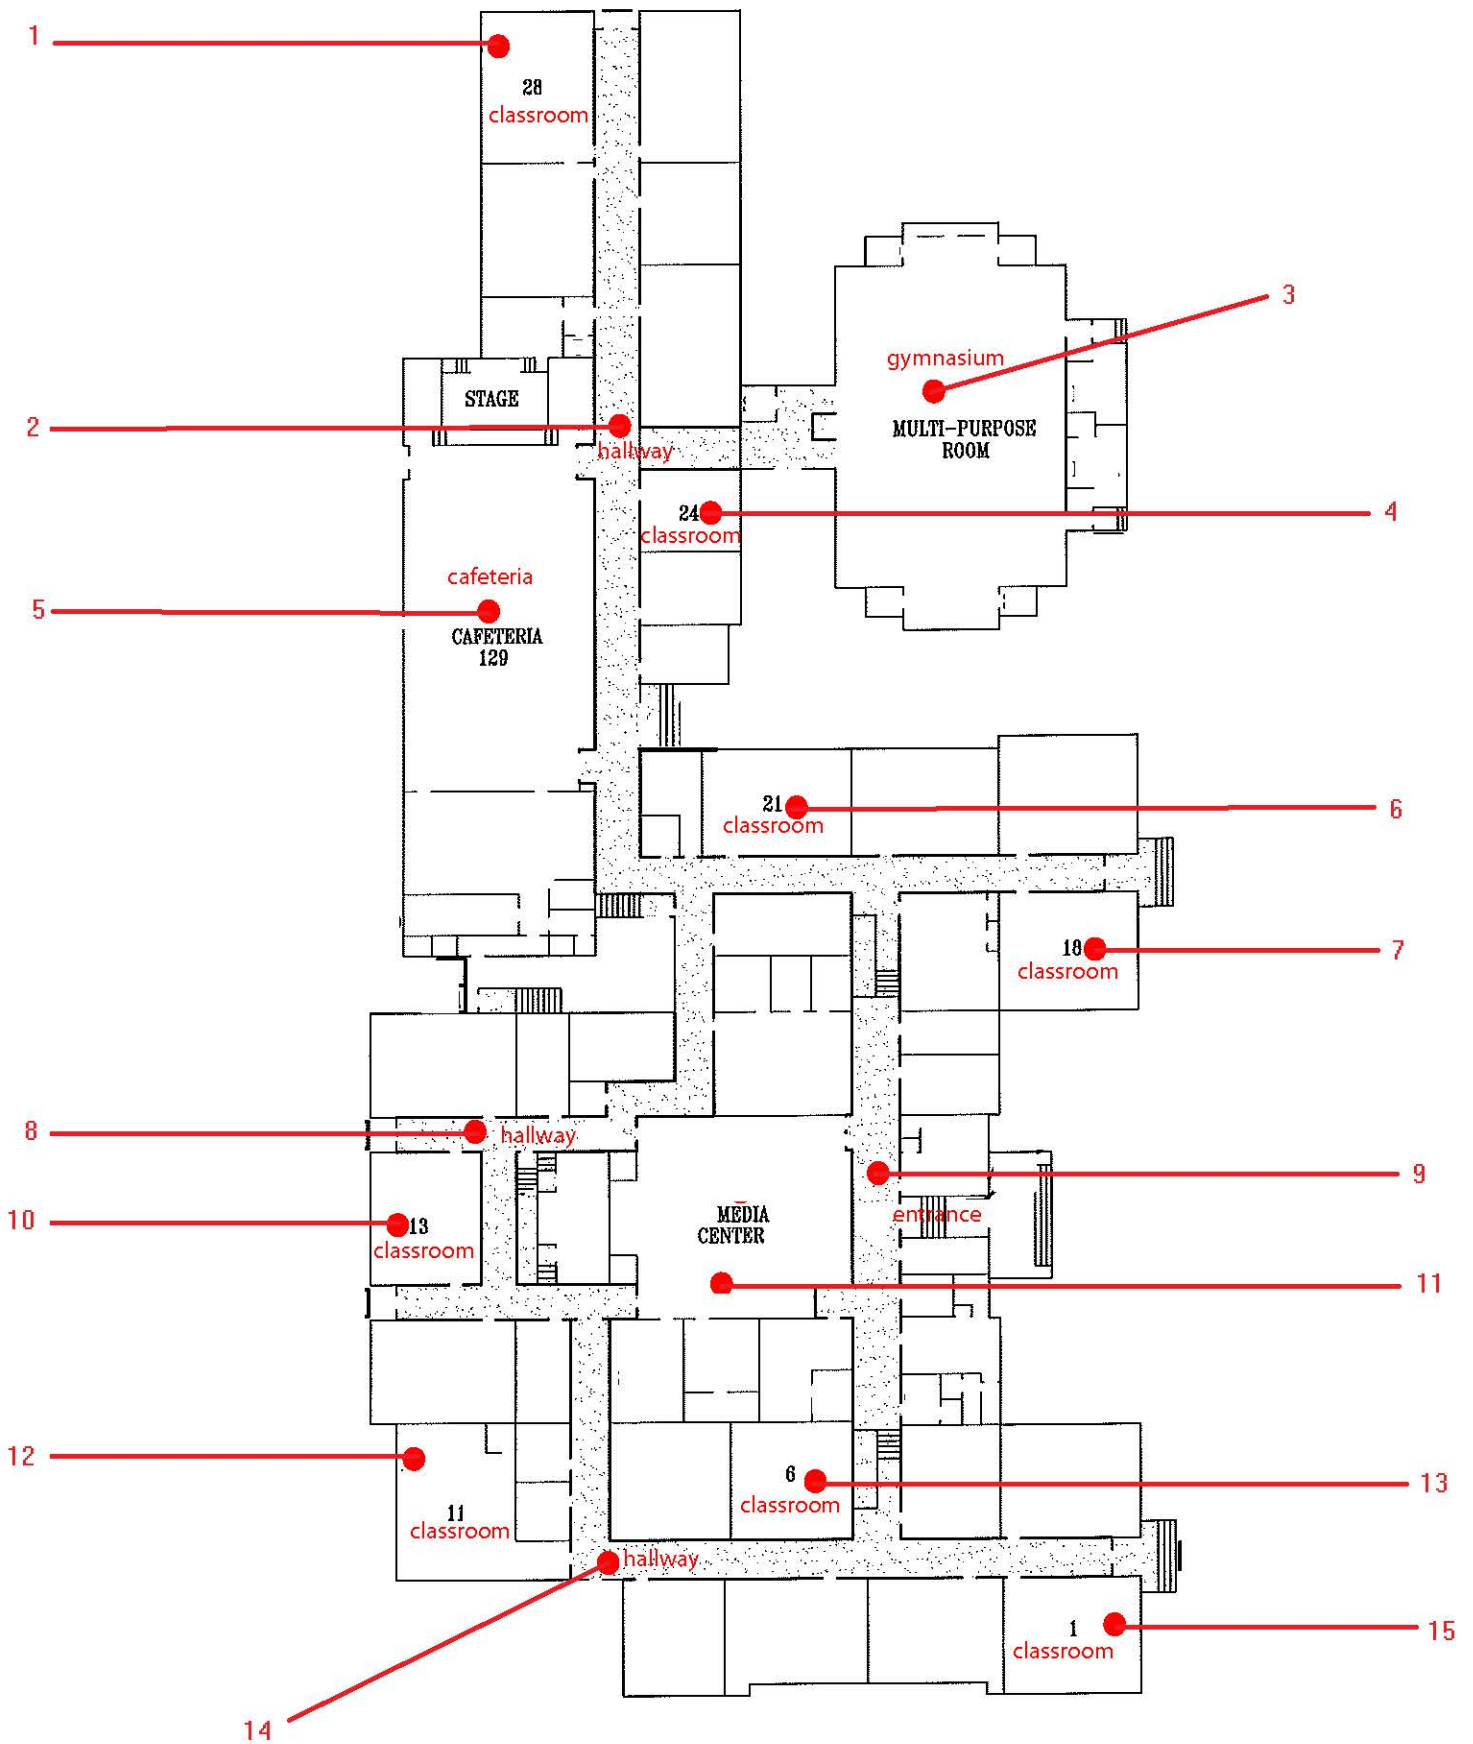 1
28
classroom
3
gymnasium
STAGE
2
hallway
MULTI-PURPOSE
ROOM
24
classroom
4
cafeteria
5
CAFETERIA
129
21
classroom
6
18
classroom
7
8
hallway
9
10
13
classroom
MEDIA
CENTER
entrance
11
12
11
classroom
6
classroom
13
hallway
14
1
classroom
15